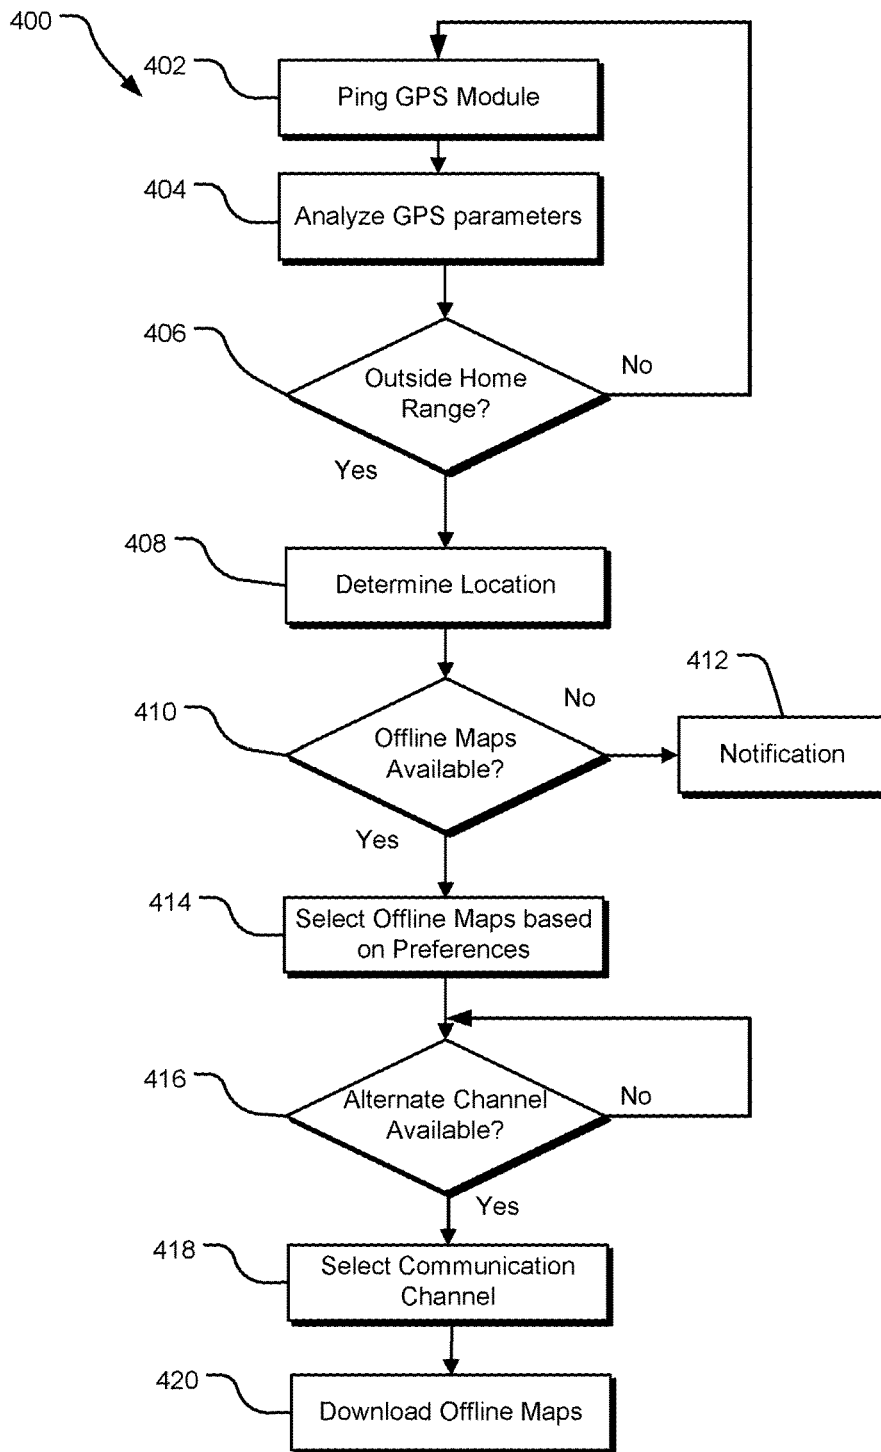 400
402
Ping GPS Module
404
Analyze GPS parameters
406
Outside Home
Range?
No
Yes
408
Determine Location
410
Offline Maps
Available?
No
412
Notification
Yes
414
Select Offline Maps based
on Preferences
416
Alternate Channel
Available?
No
Yes
418
Select Communication
Channel
420
Download Offline Maps